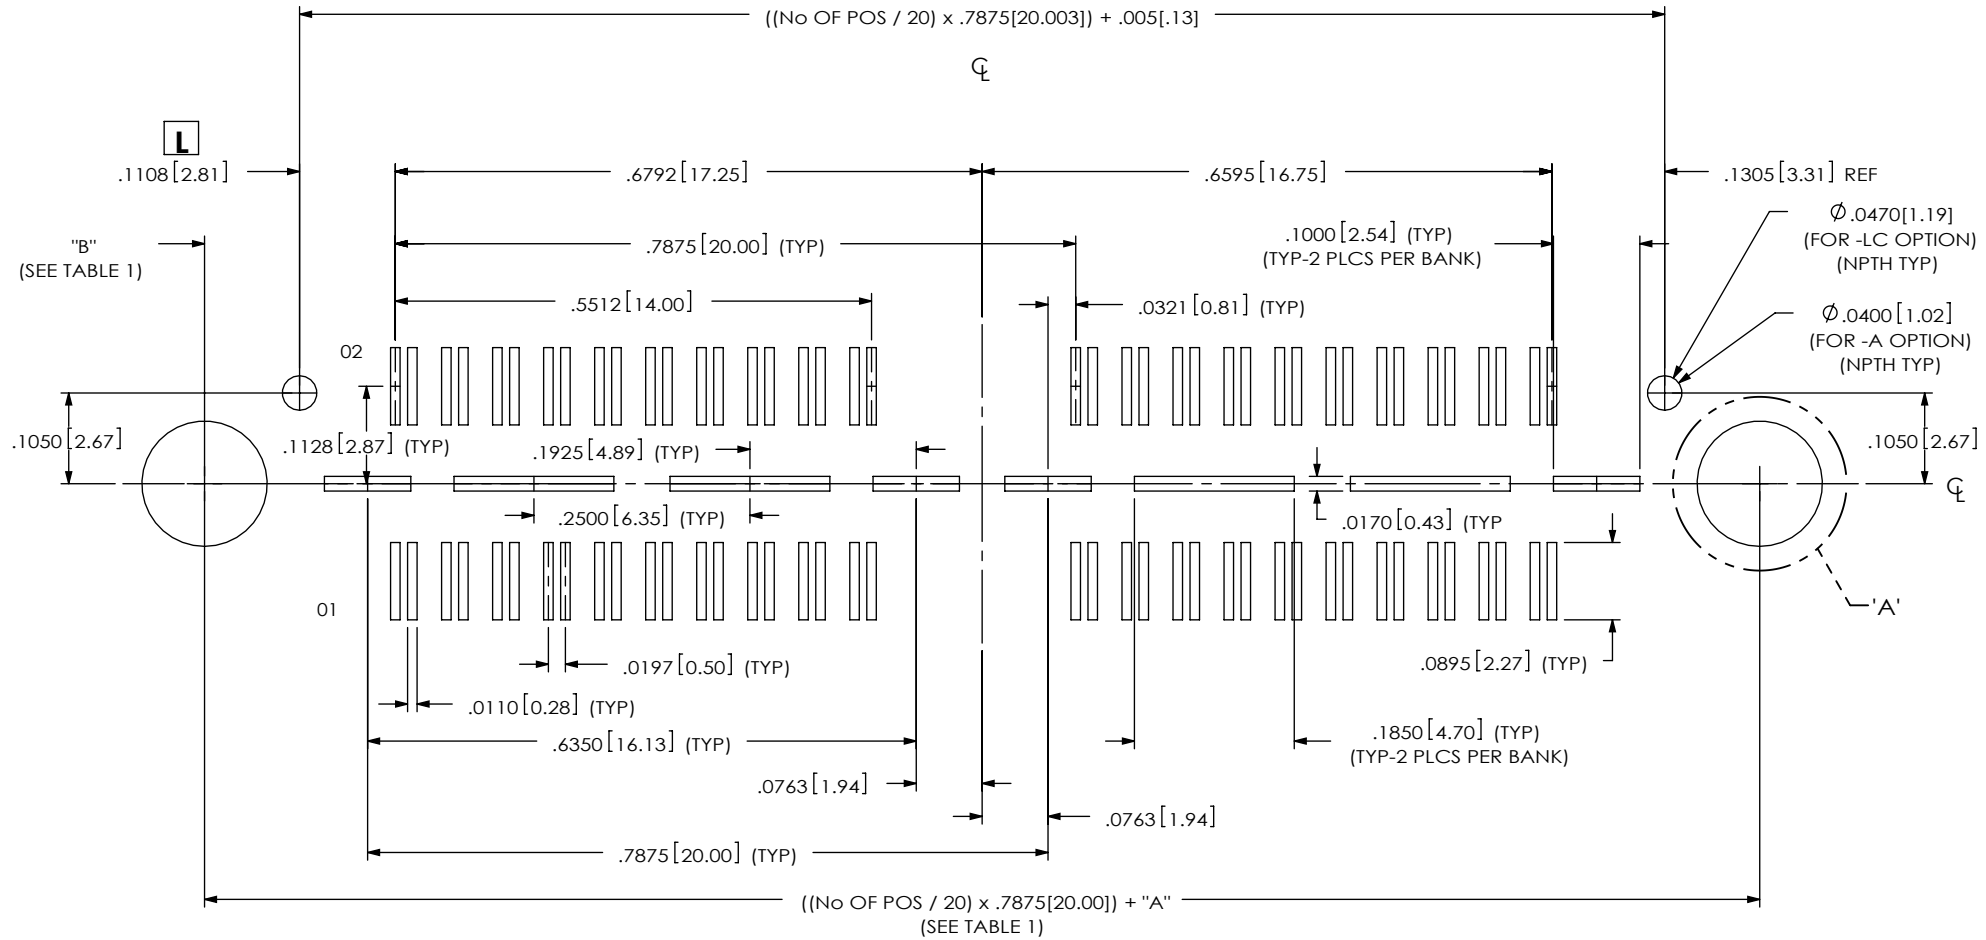 ((No OF POS / 20) x .7875[20.003]) + .005[.13]
℄
L
.1108[2.81]
.6792[17.25]
.6595[16.75]
.1305[3.31] REF
"B"
(SEE TABLE 1)
.7875[20.00] (TYP)
.1000[2.54] (TYP)
(TYP-2 PLCS PER BANK)
Ø.0470[1.19]
(FOR -LC OPTION)
(NPTH TYP)
.5512[14.00]
.0321[0.81] (TYP)
Ø.0400[1.02]
(FOR -A OPTION)
(NPTH TYP)
02
.1050[2.67]
.1128[2.87] (TYP)
.1925[4.89] (TYP)
.1050[2.67]
℄
.2500[6.35] (TYP)
.0170[0.43] (TYP
01
'A'
.0197[0.50] (TYP)
.0895[2.27] (TYP)
.0110[0.28] (TYP)
.6350[16.13] (TYP)
.1850[4.70] (TYP)
(TYP-2 PLCS PER BANK)
.0763[1.94]
.0763[1.94]
.7875[20.00] (TYP)
((No OF POS / 20) x .7875[20.00]) + "A"
(SEE TABLE 1)